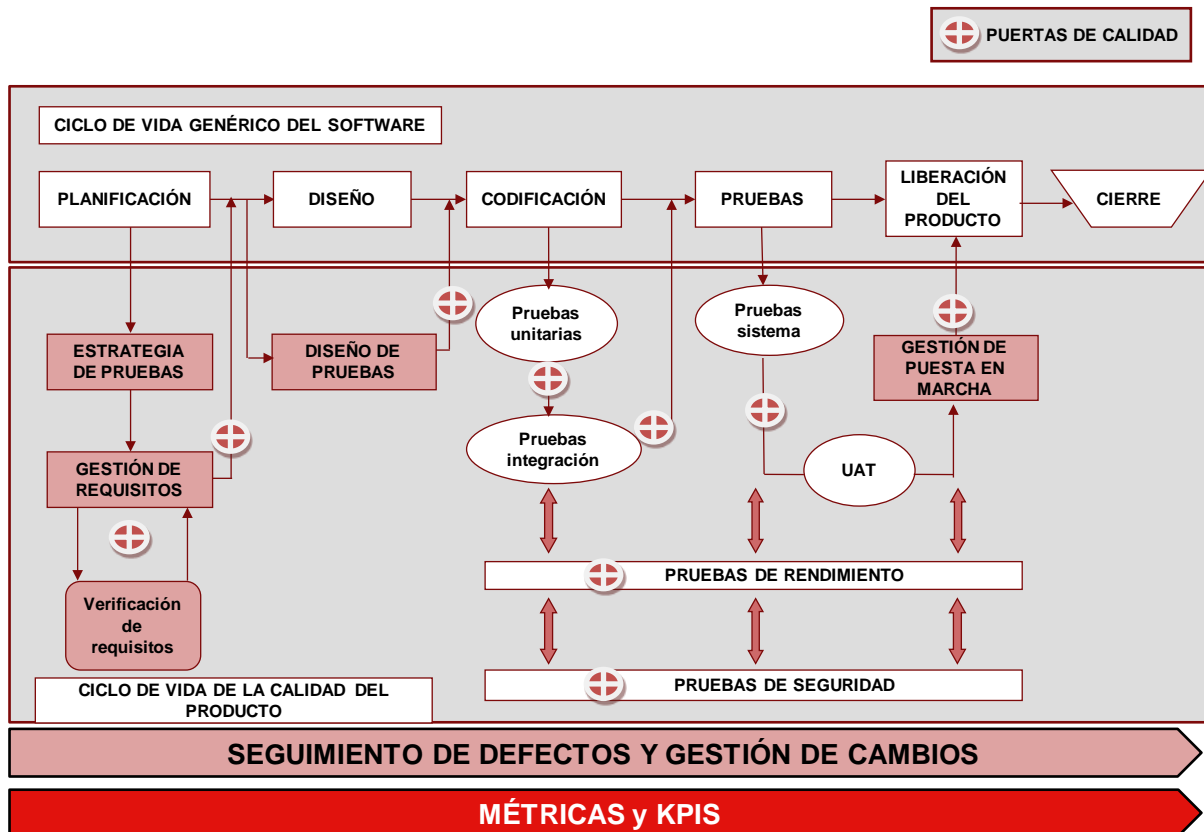 PUERTAS DE CALIDAD
CICLO DE VIDA GENÉRICO DEL SOFTWARE
PLANIFICACIÓN
DISEÑO
CODIFICACIÓN
PRUEBAS
LIBERACIÓN
DEL
PRODUCTO
CIERRE
Pruebas
unitarias
Pruebas
sistema
ESTRATEGIA
DE PRUEBAS
DISEÑO DE
PRUEBAS
GESTIÓN DE
PUESTA EN
MARCHA
Pruebas
integración
GESTIÓN DE
REQUISITOS
UAT
PRUEBAS DE RENDIMIENTO
Verificación
de
requisitos
PRUEBAS DE SEGURIDAD
CICLO DE VIDA DE LA CALIDAD DEL
PRODUCTO
SEGUIMIENTO DE DEFECTOS Y GESTIÓN DE CAMBIOS
MÉTRICAS y KPIS